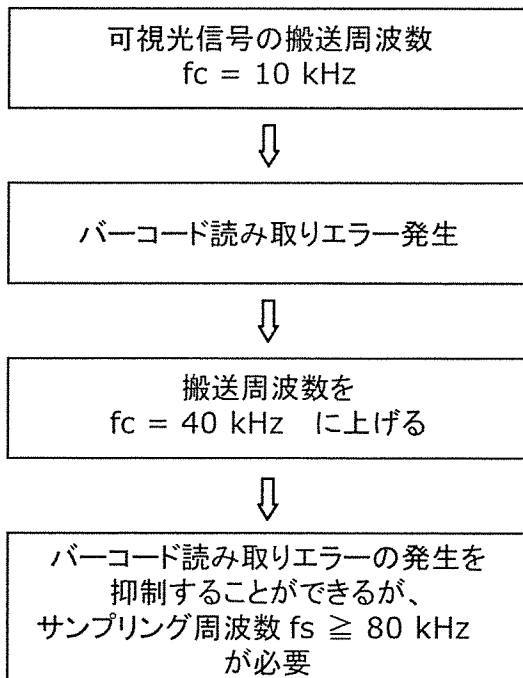 可視光信号の搬送周波数
fc = 10 kHz
バーコード読み取りエラー発生
搬送周波数を
fc = 40 kHz　に上げる
バーコード読み取りエラーの発生を
抑制することができるが、
サンプリング周波数 fs ≧ 80 kHz
が必要